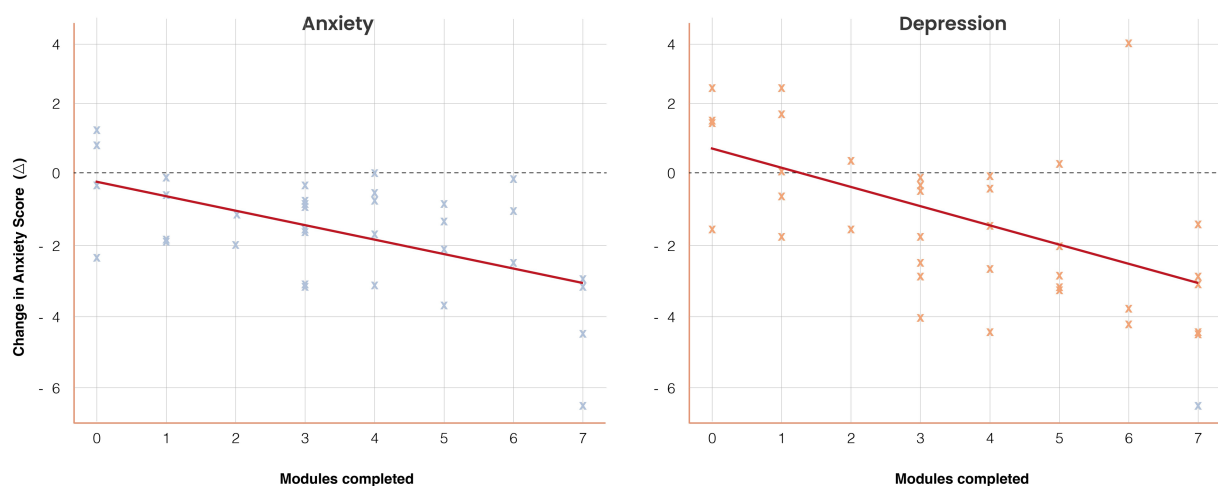 Anxiety
4
2
0
- 2
- 4
- 6
Change in Anxiety Score (△)
0 1 2 3 4 5 6 7
Modules completed
Depression
4
2
0
- 2
- 4
- 6
0 1 2 3 4 5 6 7
Modules completed